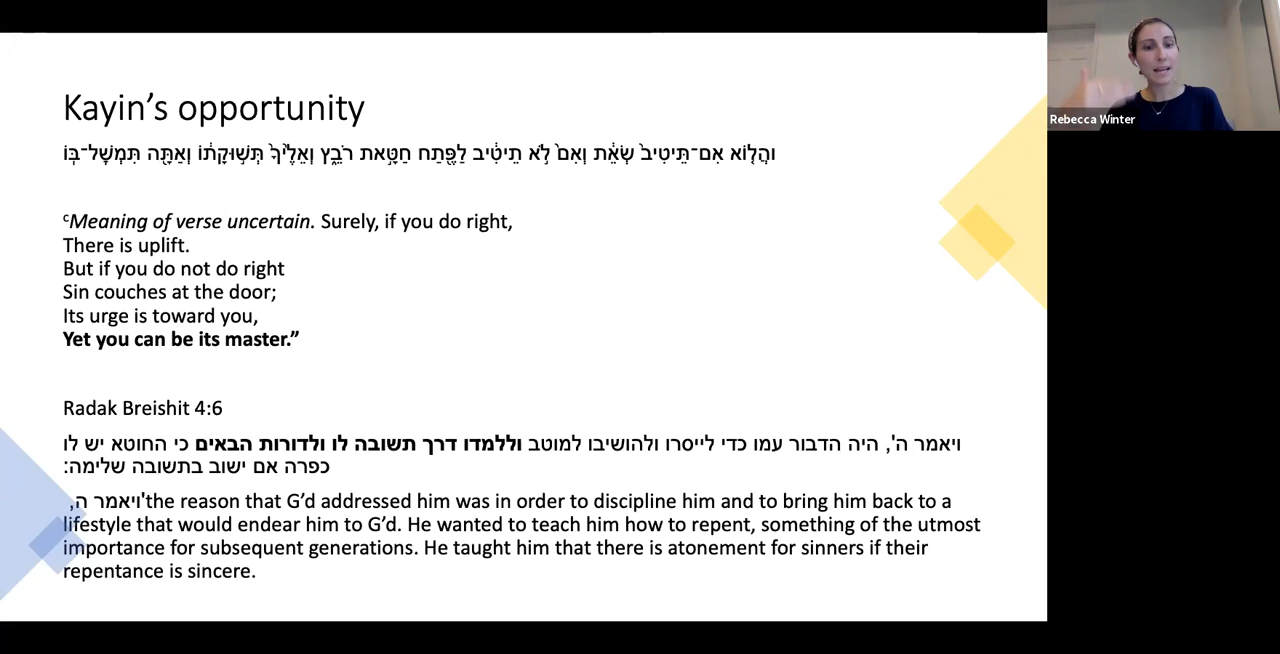 Kayin’s opportunity
והֲל֤וֹא אִם־תֵּיטִיב֙ שְׂאֵ֔ת וְאִם֙ לֹ֣א תֵיטִ֔יב לַפֶּ֖תַח חַטָּ֣את רֹבֵ֑ץ וְאֵלֶ֙יךָ֙ תְּשׁ֣וּקָת֔וֹ וְאַתָּ֖ה תִּמְשׇׁל־בּֽוֹ
cMeaning of verse uncertain. Surely, if you do right,
There is uplift.
But if you do not do right
Sin couches at the door;
Its urge is toward you,
Yet you can be its master.”
Radak Breishit 4:6
ויאמר ה', היה הדבור עמו כדי לייסרו ולהושיבו למוטב וללמדו דרך תשובה לו ולדורות הבאים כי החוטא יש לו
כפרה אם ישוב בתשובה שלימה:
ויאמר ה,'the reason that G’d addressed him was in order to discipline him and to bring him back to a
lifestyle that would endear him to G’d. He wanted to teach him how to repent, something of the utmost
importance for subsequent generations. He taught him that there is atonement for sinners if their
repentance is sincere.
Rebecca Winter